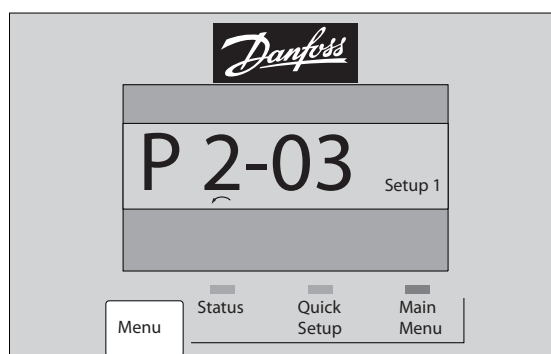 Danfoss
P 2-03
Setup 1
Status
Quick
Setup
Main
Menu
Menu